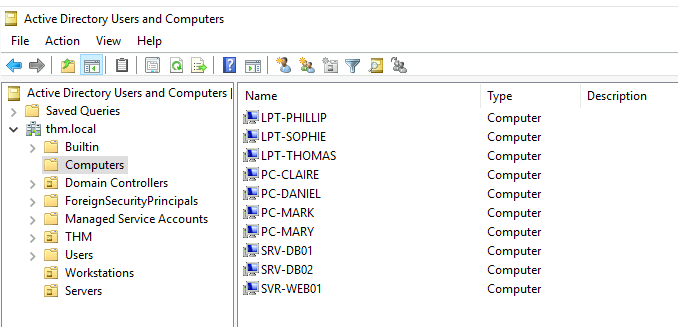 Active Directory Users and Computers
File Action View Help
Active Directory Users and Computers [
Saved Queries
thm.local
Builtin
Computers
Domain Controllers
ForeignSecurityPrincipals
Managed Service Accounts
THM
Users
Workstations
Servers
Name Type Description
LPT-PHILLIP Computer
LPT-SOPHIE Computer
LPT-THOMAS Computer
PC-CLAIRE Computer
PC-DANIEL Computer
PC-MARK Computer
PC-MARY Computer
SRV-DB01 Computer
SRV-DB02 Computer
SVR-WEB01 Computer